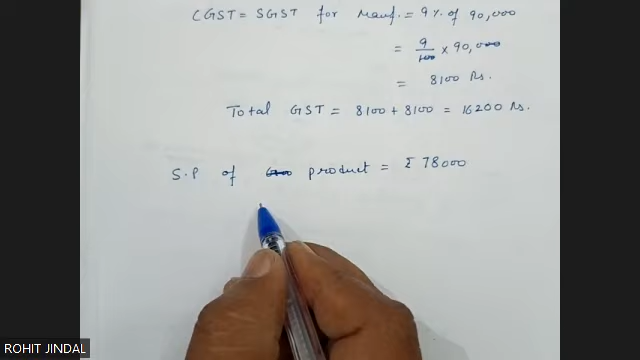 CGST = SGST for Manf. = 9% of 90,000
= 9/100 × 90,000
= 8100 Rs.
Total GST = 8100 + 8100 = 16200 Rs.
S.P of product = ₹ 78000
ROHIT JINDAL